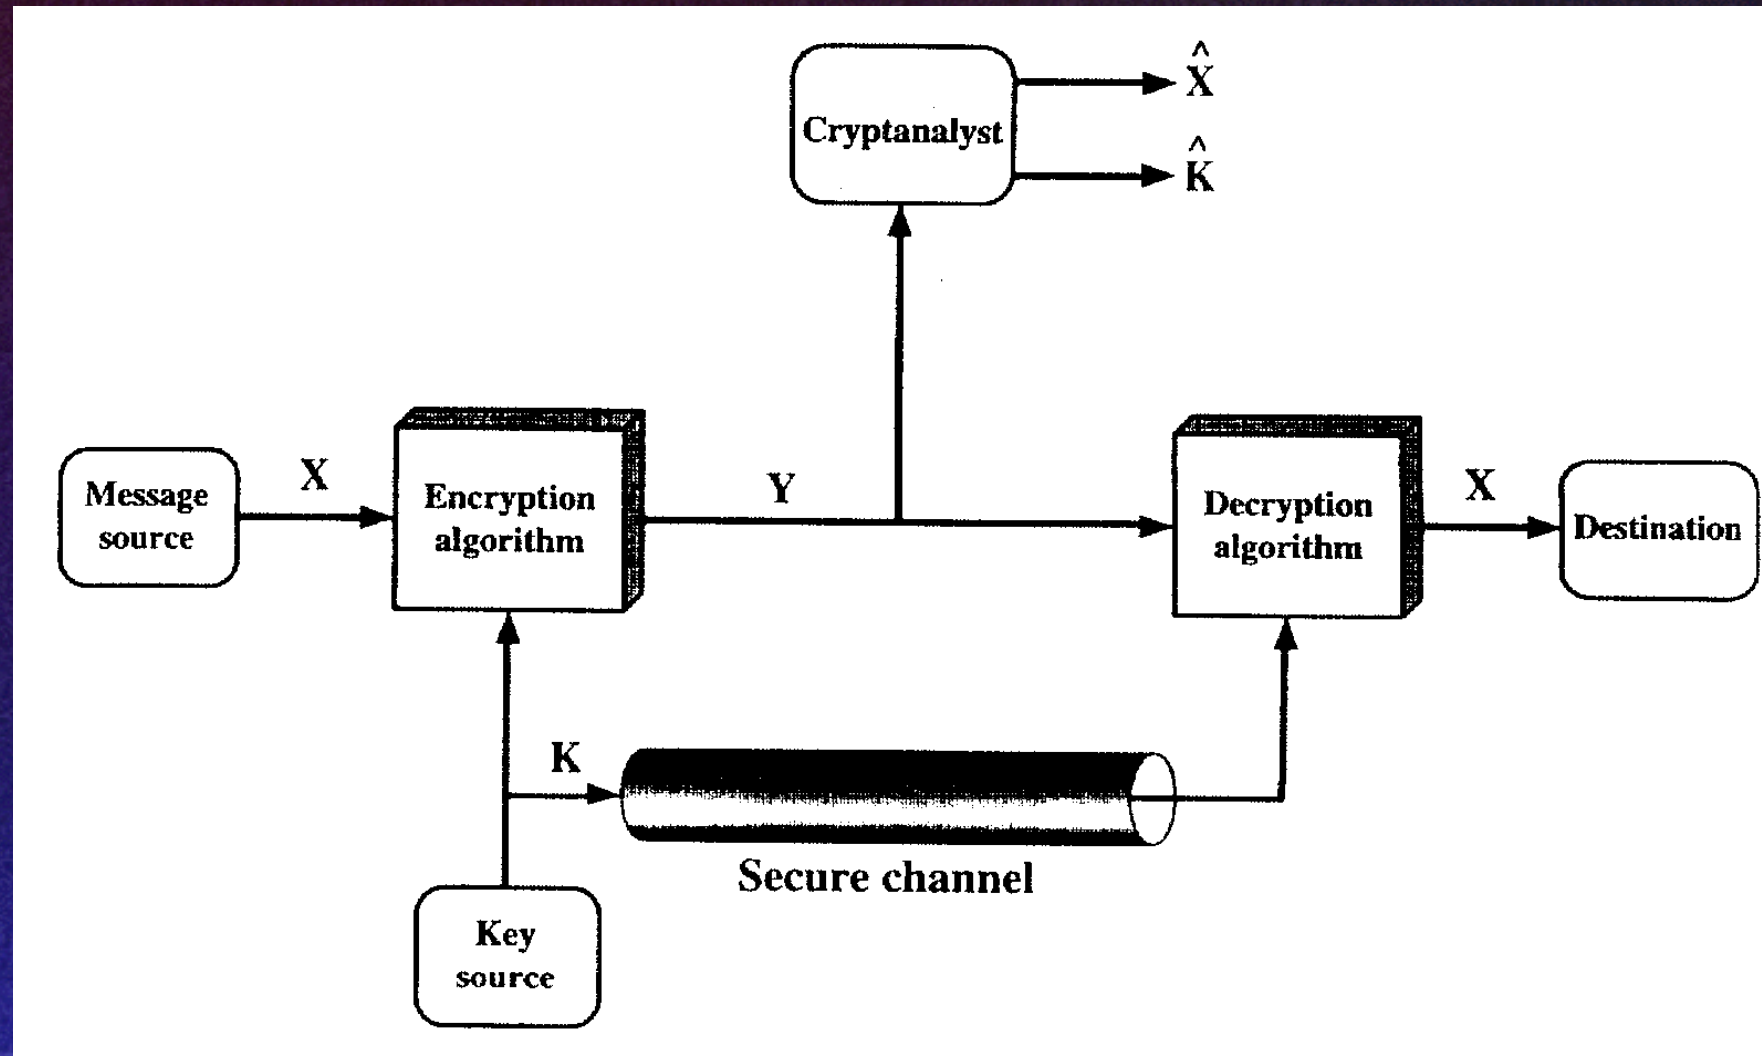 X̂
Cryptanalyst
K̂
X
Y
X
Message
source
Encryption
algorithm
Decryption
algorithm
Destination
K
Secure channel
Key
source